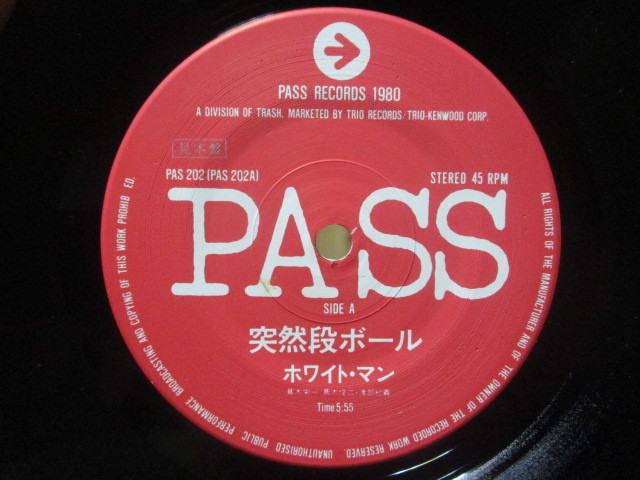 PASS RECORDS 1980
A DIVISION OF TRASH, MARKETED BY TRIO RECORDS/TRIO-KENWOOD CORP.
見本盤
PAS 202 (PAS 202A)
STEREO 45 RPM
PASS
SIDE A
突然段ボール
ホワイト・マン
Time 5:55
ALL RIGHTS OF THE MANUFACTURER AND OF THE OWNER OF THE RECORDED WORK RESERVED. UNAUTHORISED PUBLIC PERFORMANCE BROADCASTING AND COPYING OF THIS WORK PROHIB ED.